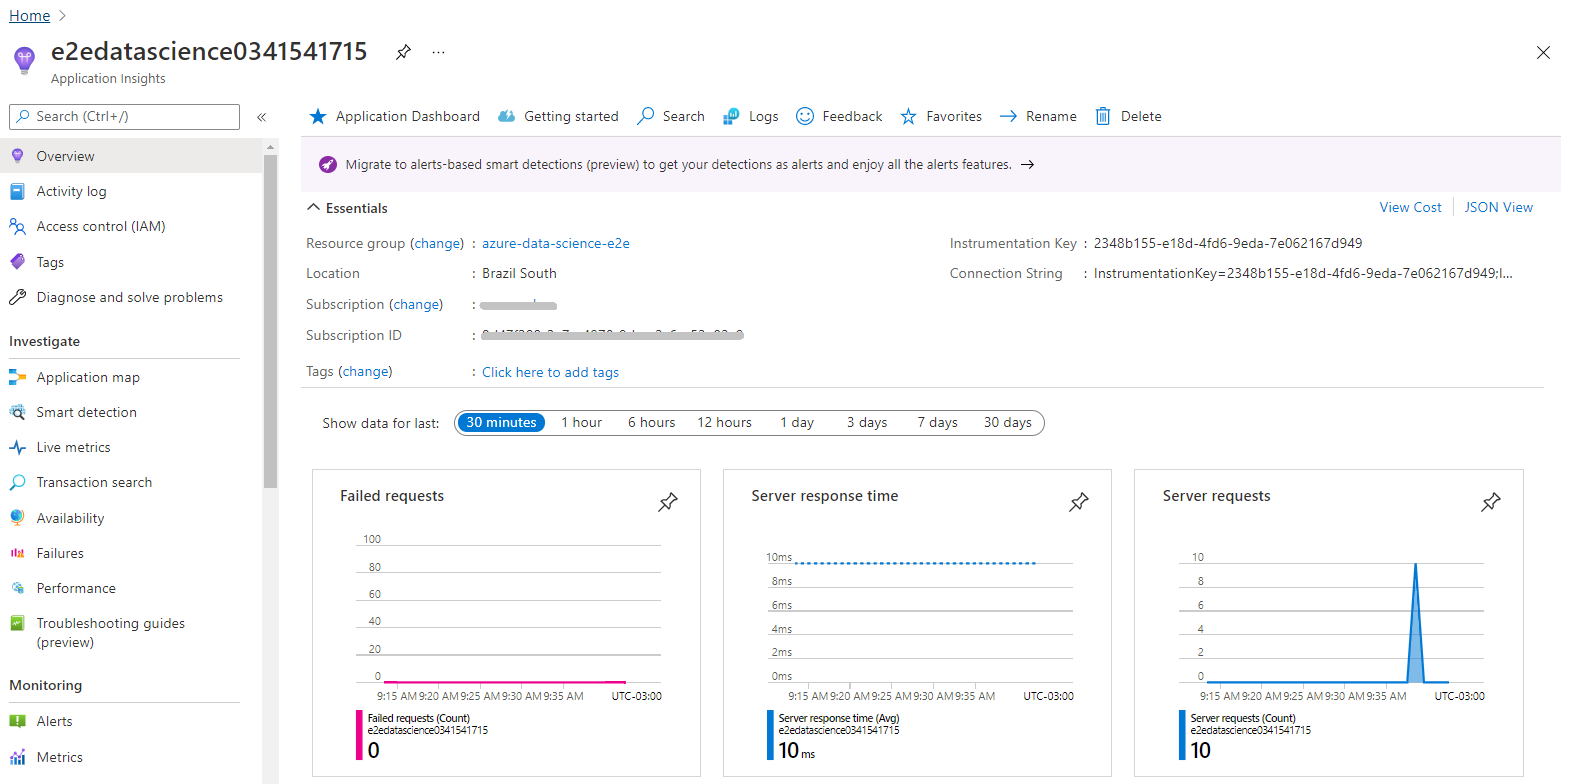 Home
e2edatascience0341541715
Application Insights
Search (Ctrl+/)
Overview
Activity log
Access control (IAM)
Tags
Diagnose and solve problems
Investigate
Application map
Smart detection
Live metrics
Transaction search
Availability
Failures
Performance
Troubleshooting guides
(preview)
Monitoring
Alerts
Metrics
Application Dashboard Getting started Search Logs Feedback Favorites Rename Delete
Migrate to alerts-based smart detections (preview) to get your detections as alerts and enjoy all the alerts features.
Essentials
View Cost JSON View
Resource group (change) : azure-data-science-e2e
Location : Brazil South
Subscription (change) :
Subscription ID :
Tags (change) : Click here to add tags
Instrumentation Key : 2348b155-e18d-4fd6-9eda-7e062167d949
Connection String : InstrumentationKey=2348b155-e18d-4fd6-9eda-7e062167d949;I...
Show data for last: 30 minutes 1 hour 6 hours 12 hours 1 day 3 days 7 days 30 days
Failed requests
100
80
60
40
20
0
9:15 AM 9:20 AM 9:25 AM 9:30 AM 9:35 AM UTC-03:00
Failed requests (Count)
e2edatascience0341541715
0
Server response time
10ms
8ms
6ms
4ms
2ms
0ms
9:15 AM 9:20 AM 9:25 AM 9:30 AM 9:35 AM UTC-03:00
Server response time (Avg)
e2edatascience0341541715
10 ms
Server requests
10
8
6
4
2
0
9:15 AM 9:20 AM 9:25 AM 9:30 AM 9:35 AM UTC-03:00
Server requests (Count)
e2edatascience0341541715
10